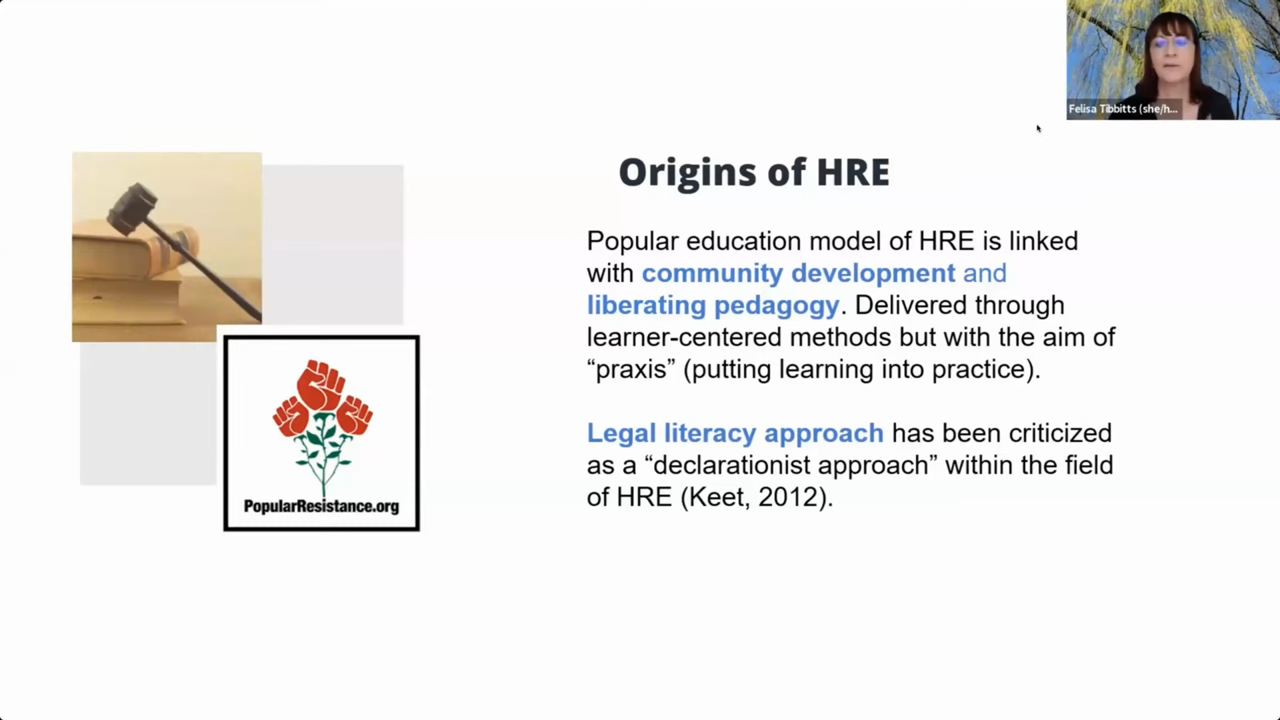 Felisa Tibbitts (she/h...
Origins of HRE
Popular education model of HRE is linked
with community development and
liberating pedagogy. Delivered through
learner-centered methods but with the aim of
“praxis” (putting learning into practice).
Legal literacy approach has been criticized
as a “declarationist approach” within the field
of HRE (Keet, 2012).
PopularResistance.org